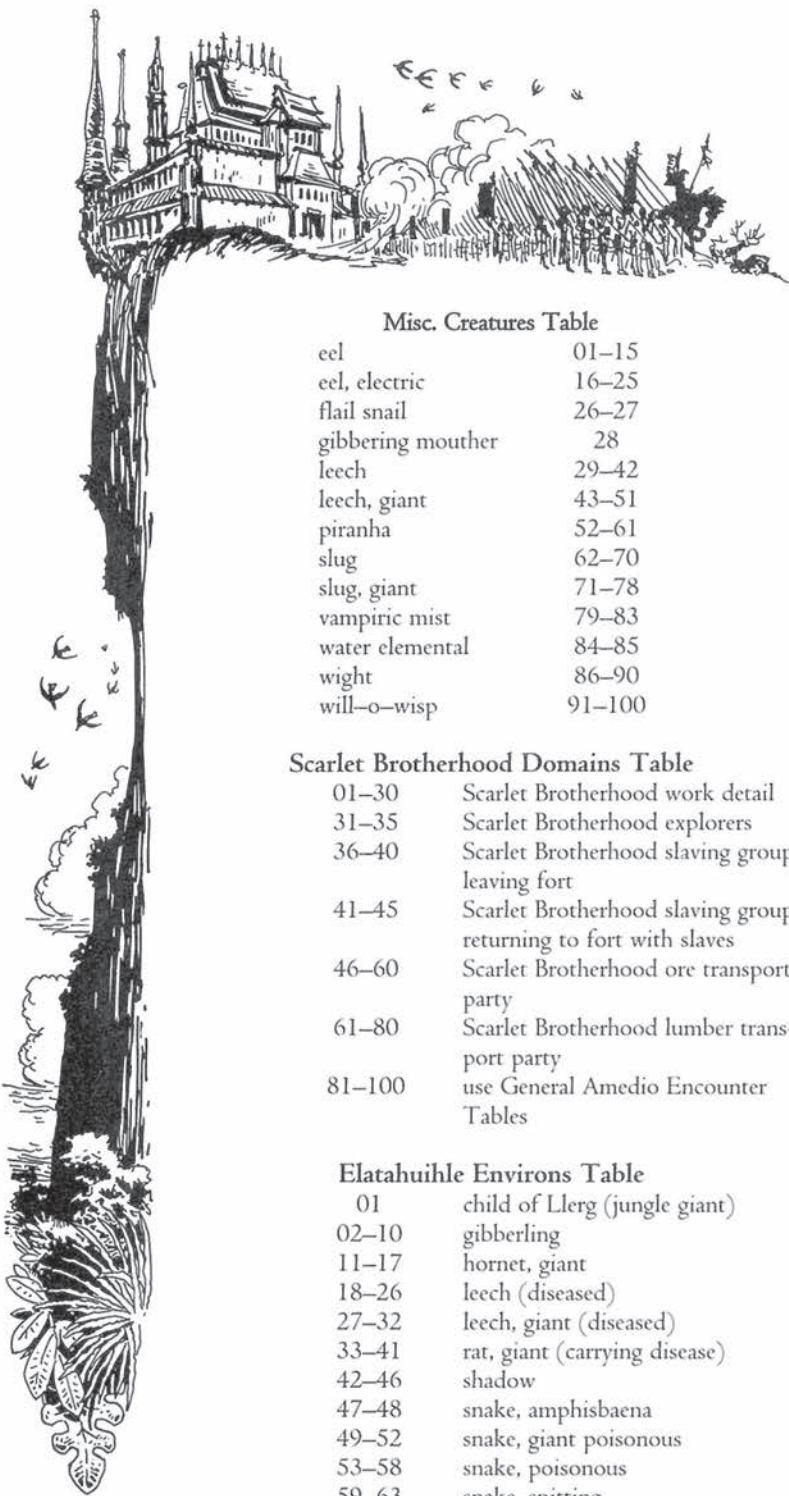 Misc. Creatures Table
eel 01–15
eel, electric 16–25
flail snail 26–27
gibbering mouther 28
leech 29–42
leech, giant 43–51
piranha 52–61
slug 62–70
slug, giant 71–78
vampiric mist 79–83
water elemental 84–85
wight 86–90
will–o–wisp 91–100
Scarlet Brotherhood Domains Table
01–30 Scarlet Brotherhood work detail
31–35 Scarlet Brotherhood explorers
36–40 Scarlet Brotherhood slaving group
leaving fort
41–45 Scarlet Brotherhood slaving group
returning to fort with slaves
46–60 Scarlet Brotherhood ore transport
party
61–80 Scarlet Brotherhood lumber trans-
port party
81–100 use General Amedio Encounter
Tables
Elatahuihle Environs Table
01 child of Llerg (jungle giant)
02–10 gibberling
11–17 hornet, giant
18–26 leech (diseased)
27–32 leech, giant (diseased)
33–41 rat, giant (carrying disease)
42–46 shadow
47–48 snake, amphisbaena
49–52 snake, giant poisonous
53–58 snake, poisonous
59–63 snake, spitting